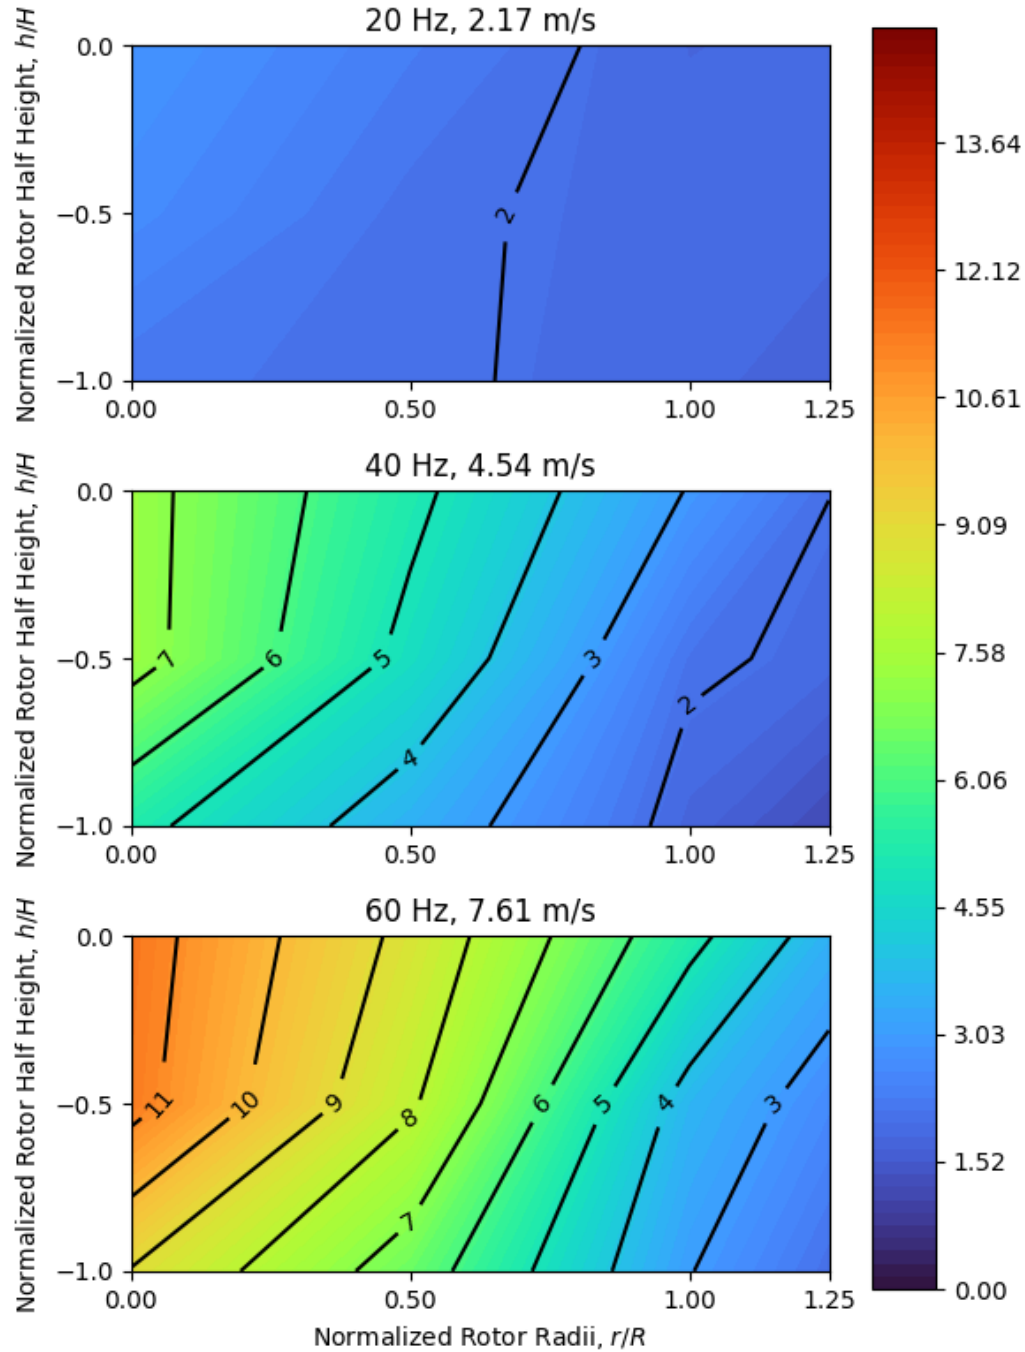 20 Hz, 2.17 m/s
Normalized Rotor Half Height, h/H
0.0
−0.5
−1.0
2
0.00 0.50 1.00 1.25
40 Hz, 4.54 m/s
Normalized Rotor Half Height, h/H
0.0
−0.5
−1.0
7 6 5 4 3 2
0.00 0.50 1.00 1.25
60 Hz, 7.61 m/s
Normalized Rotor Half Height, h/H
0.0
−0.5
−1.0
11 10 9 8 7 6 5 4 3
0.00 0.50 1.00 1.25
Normalized Rotor Radii, r/R
13.64
12.12
10.61
9.09
7.58
6.06
4.55
3.03
1.52
0.00